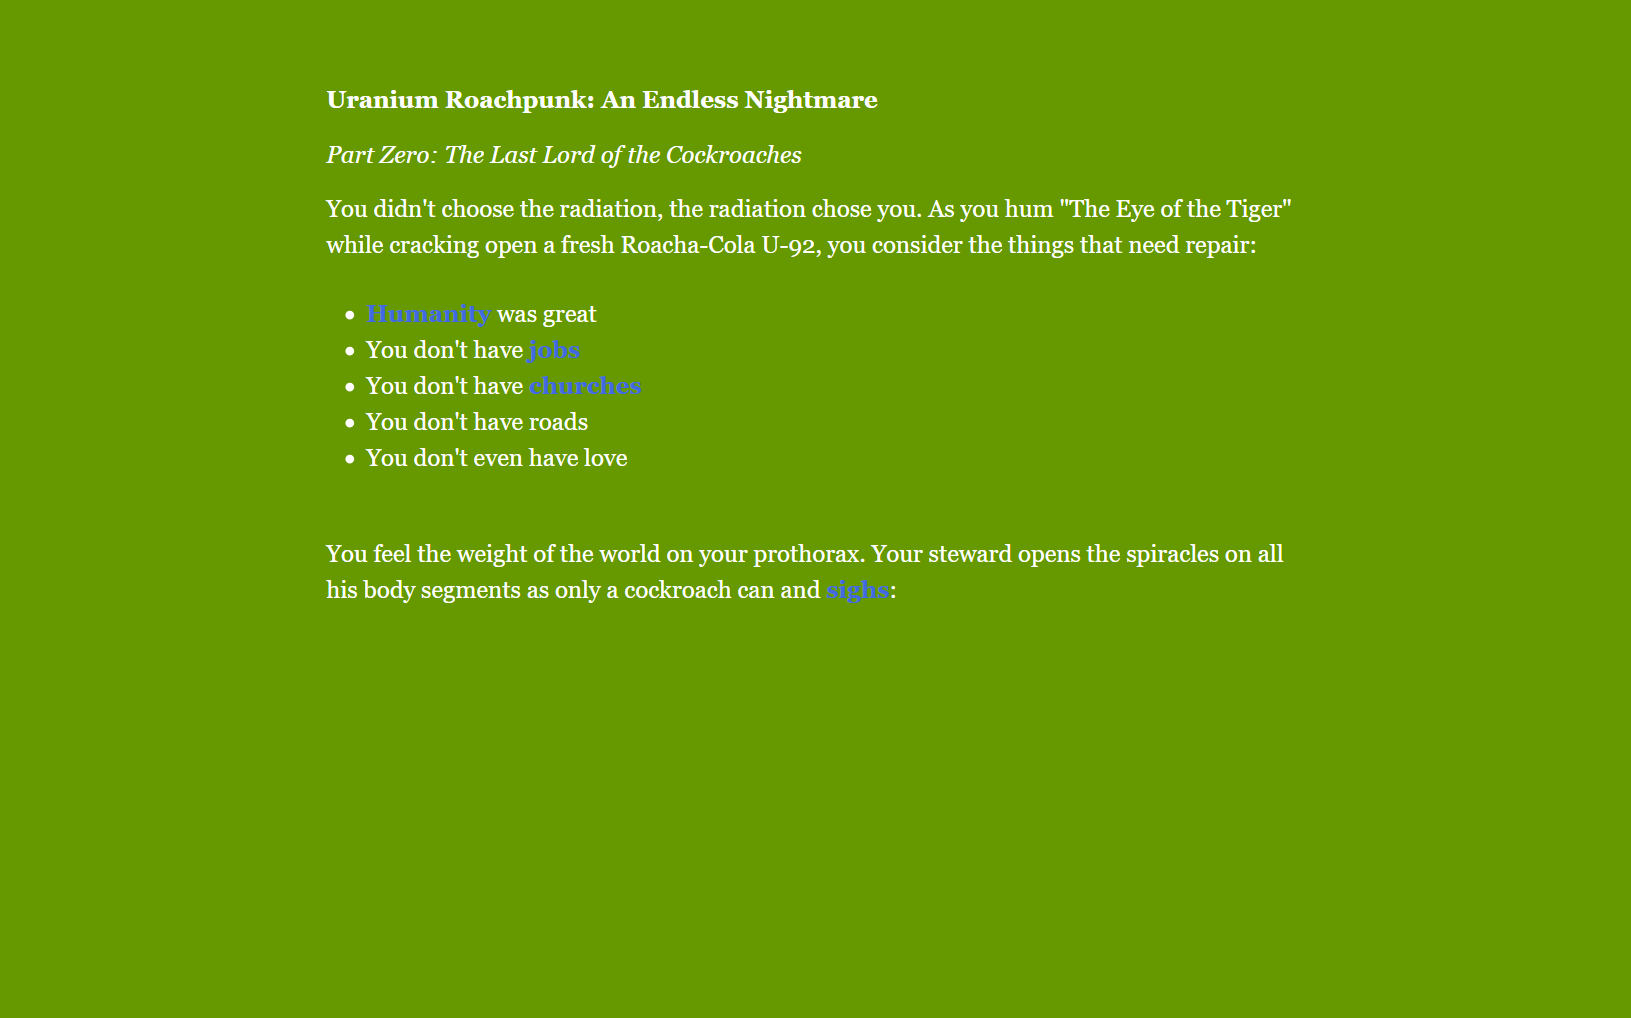 Uranium Roachpunk: An Endless Nightmare
Part Zero: The Last Lord of the Cockroaches
You didn't choose the radiation, the radiation chose you. As you hum "The Eye of the Tiger"
while cracking open a fresh Roacha-Cola U-92, you consider the things that need repair:
• Humanity was great
• You don't have jobs
• You don't have churches
• You don't have roads
• You don't even have love
You feel the weight of the world on your prothorax. Your steward opens the spiracles on all
his body segments as only a cockroach can and sighs: